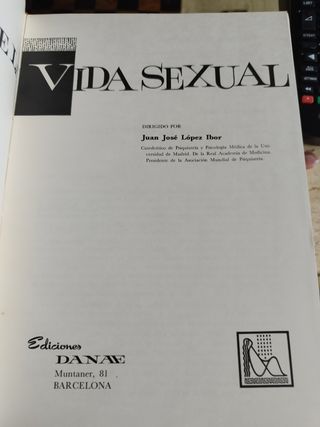 VIDA SEXUAL
DIRIGIDO POR
Juan José López Ibor
Catedrático de Psiquiatría y Psicología Médica de la Uni-
versidad de Madrid. De la Real Academia de Medicina.
Presidente de la Asociación Mundial de Psiquiatría.
Ediciones
DANAE
Muntaner, 81
BARCELONA